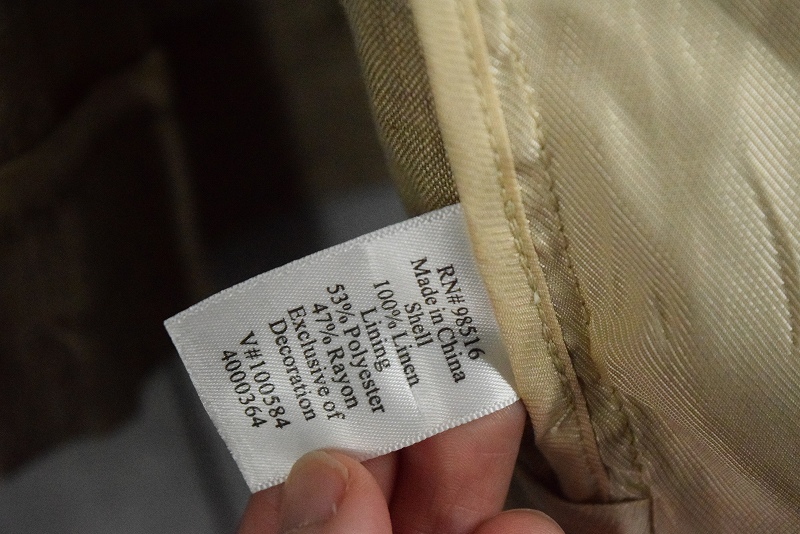 RN# 98516
Made in China
Shell
100% Linen
Lining
53% Polyester
47% Rayon
Exclusive of
Decoration
V#100584
4000364